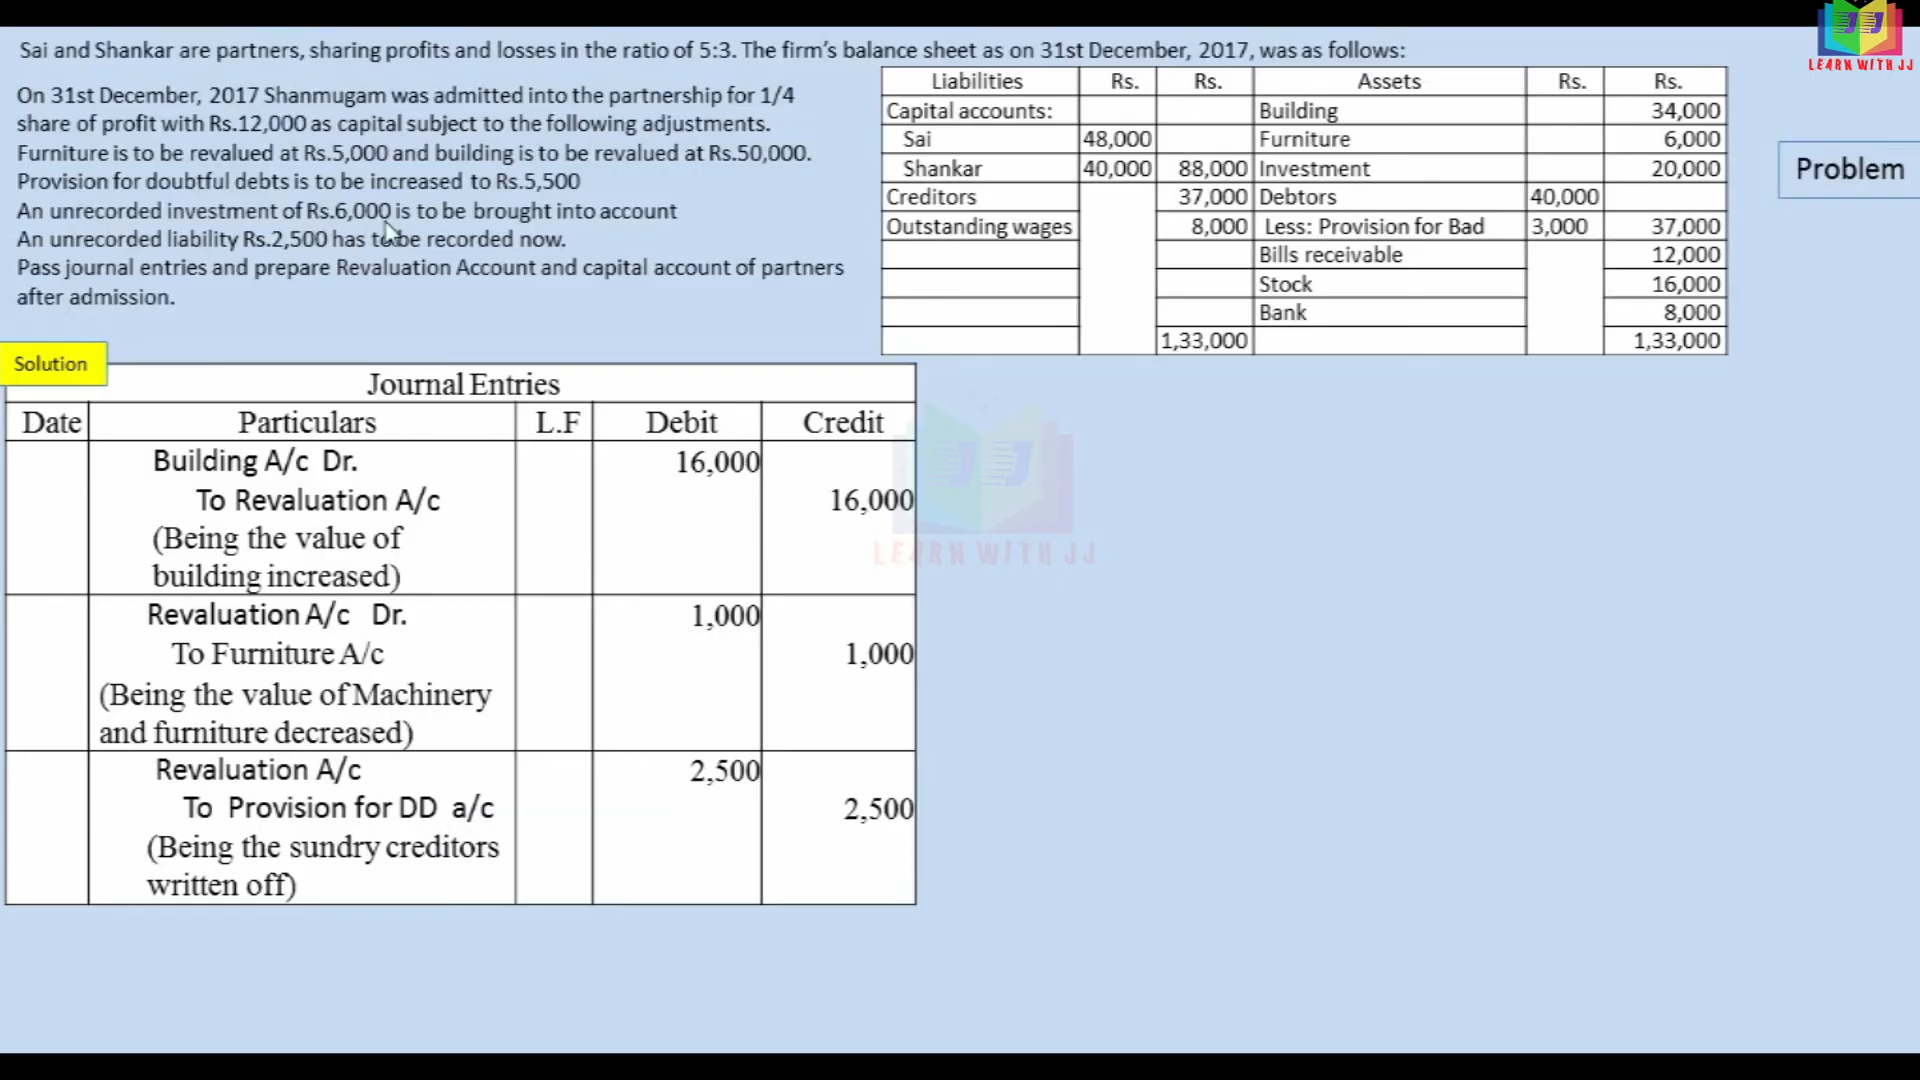 LEARN WITH JJ
Sai and Shankar are partners, sharing profits and losses in the ratio of 5:3. The firm's balance sheet as on 31st December, 2017, was as follows:
On 31st December, 2017 Shanmugam was admitted into the partnership for 1/4
share of profit with Rs.12,000 as capital subject to the following adjustments.
Furniture is to be revalued at Rs.5,000 and building is to be revalued at Rs.50,000.
Provision for doubtful debts is to be increased to Rs.5,500
An unrecorded investment of Rs.6,000 is to be brought into account
An unrecorded liability Rs.2,500 has to be recorded now.
Pass journal entries and prepare Revaluation Account and capital account of partners
after admission.
Liabilities Rs. Rs. Assets Rs. Rs.
Capital accounts: Building 34,000
Sai 48,000 Furniture 6,000
Shankar 40,000 88,000 Investment 20,000
Creditors 37,000 Debtors 40,000
Outstanding wages 8,000 Less: Provision for Bad 3,000 37,000
Bills receivable 12,000
Stock 16,000
Bank 8,000
1,33,000 1,33,000
Problem
Solution
Journal Entries
Date Particulars L.F Debit Credit
Building A/c Dr. 16,000
To Revaluation A/c 16,000
(Being the value of
building increased)
Revaluation A/c Dr. 1,000
To Furniture A/c 1,000
(Being the value of Machinery
and furniture decreased)
Revaluation A/c 2,500
To Provision for DD a/c 2,500
(Being the sundry creditors
written off)
LEARN WITH JJ